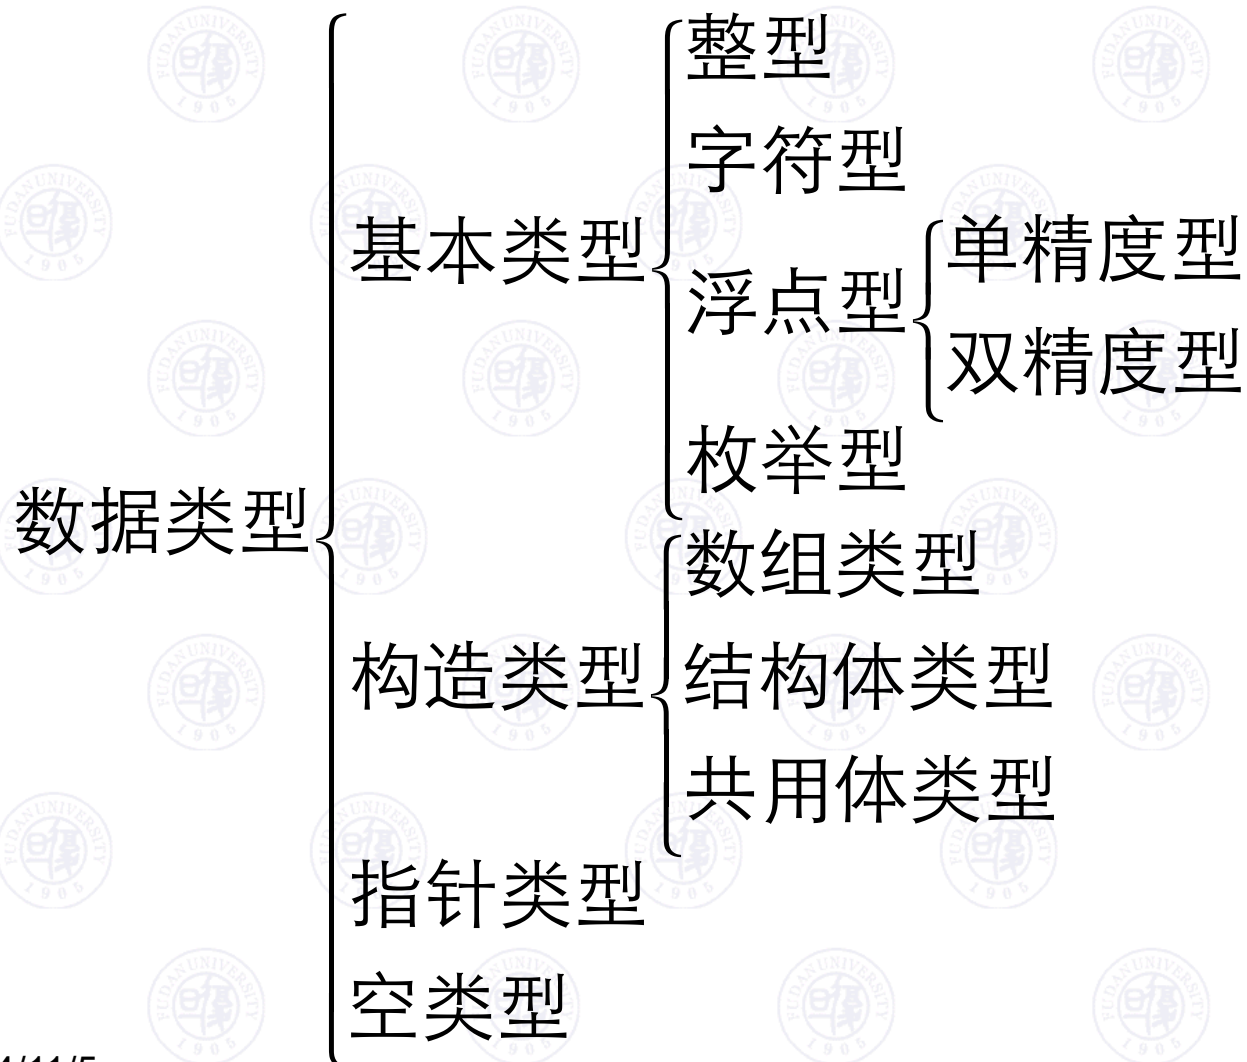 数据类型
基本类型
整型
字符型
浮点型
单精度型
双精度型
枚举型
构造类型
数组类型
结构体类型
共用体类型
指针类型
空类型